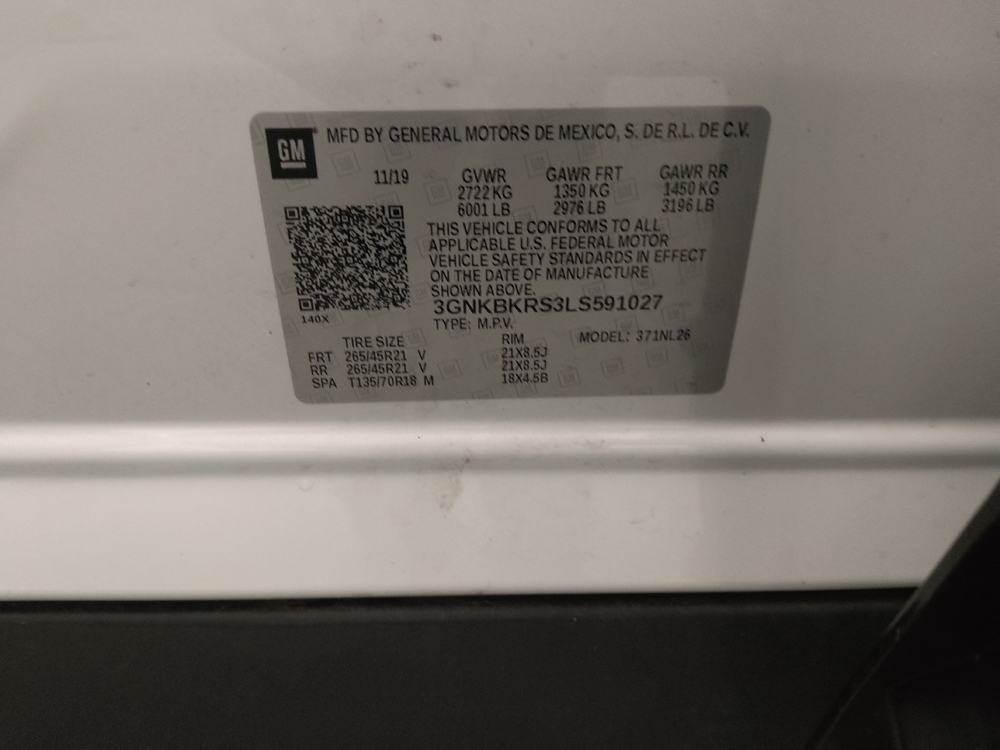 GM
MFD BY GENERAL MOTORS DE MEXICO, S. DE R.L. DE C.V.
11/19 GVWR GAWR FRT GAWR RR
2722 KG 1350 KG 1450 KG
6001 LB 2976 LB 3196 LB
THIS VEHICLE CONFORMS TO ALL
APPLICABLE U.S. FEDERAL MOTOR
VEHICLE SAFETY STANDARDS IN EFFECT
ON THE DATE OF MANUFACTURE
SHOWN ABOVE.
3GNKBKRS3LS591027
140X
TYPE: M.P.V. MODEL: 371NL26
TIRE SIZE RIM
FRT 265/45R21 V 21X8.5J
RR 265/45R21 V 21X8.5J
SPA T135/70R18 M 18X4.5B